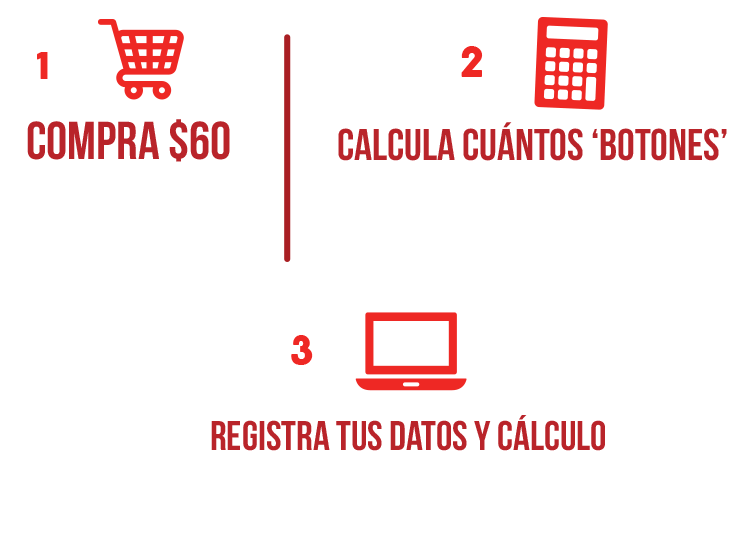 1
COMPRA $60
2
CALCULA CUÁNTOS ‘BOTONES’
3
REGISTRA TUS DATOS Y CÁLCULO